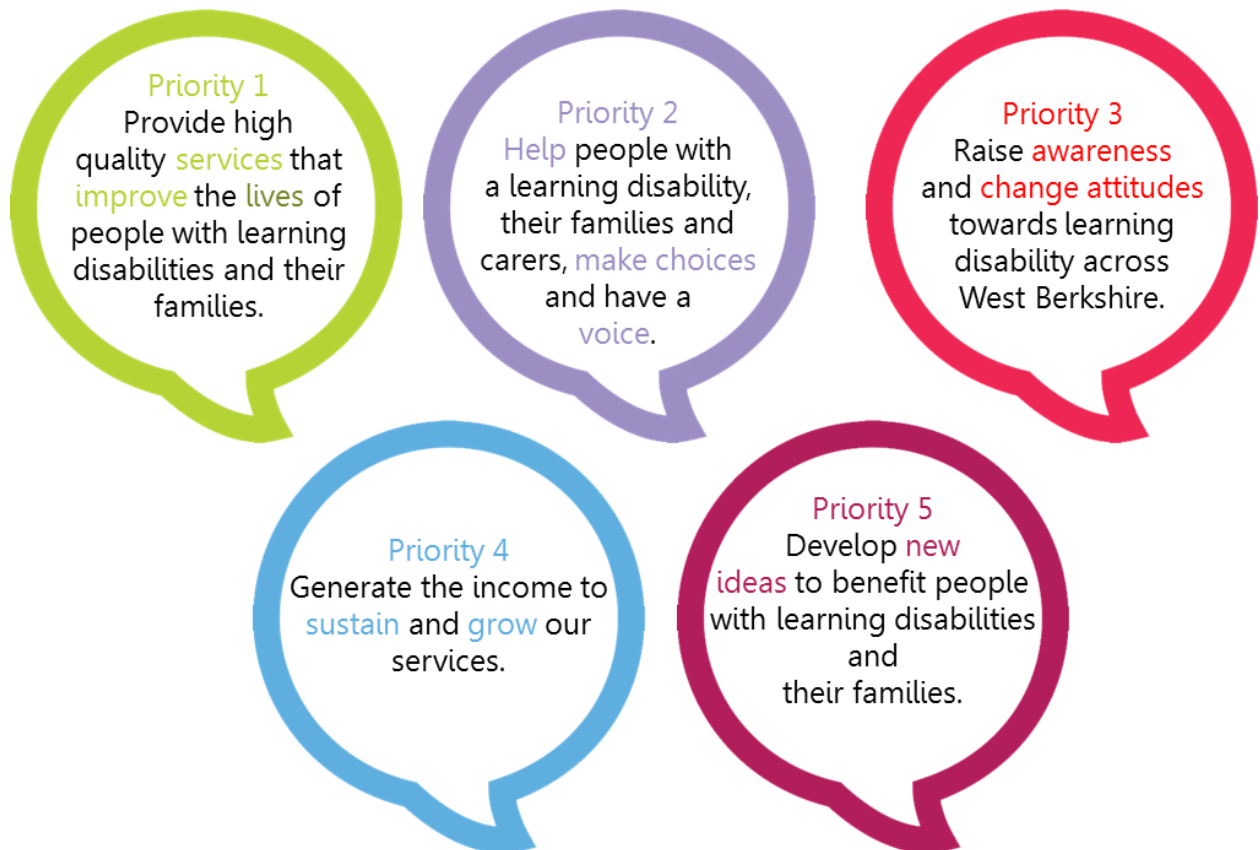 Priority 1
Provide high
quality services that
improve the lives of
people with learning
disabilities and their
families.
Priority 2
Help people with
a learning disability,
their families and
carers, make choices
and have a
voice.
Priority 3
Raise awareness
and change attitudes
towards learning
disability across
West Berkshire.
Priority 4
Generate the income to
sustain and grow our
services.
Priority 5
Develop new
ideas to benefit people
with learning disabilities
and
their families.